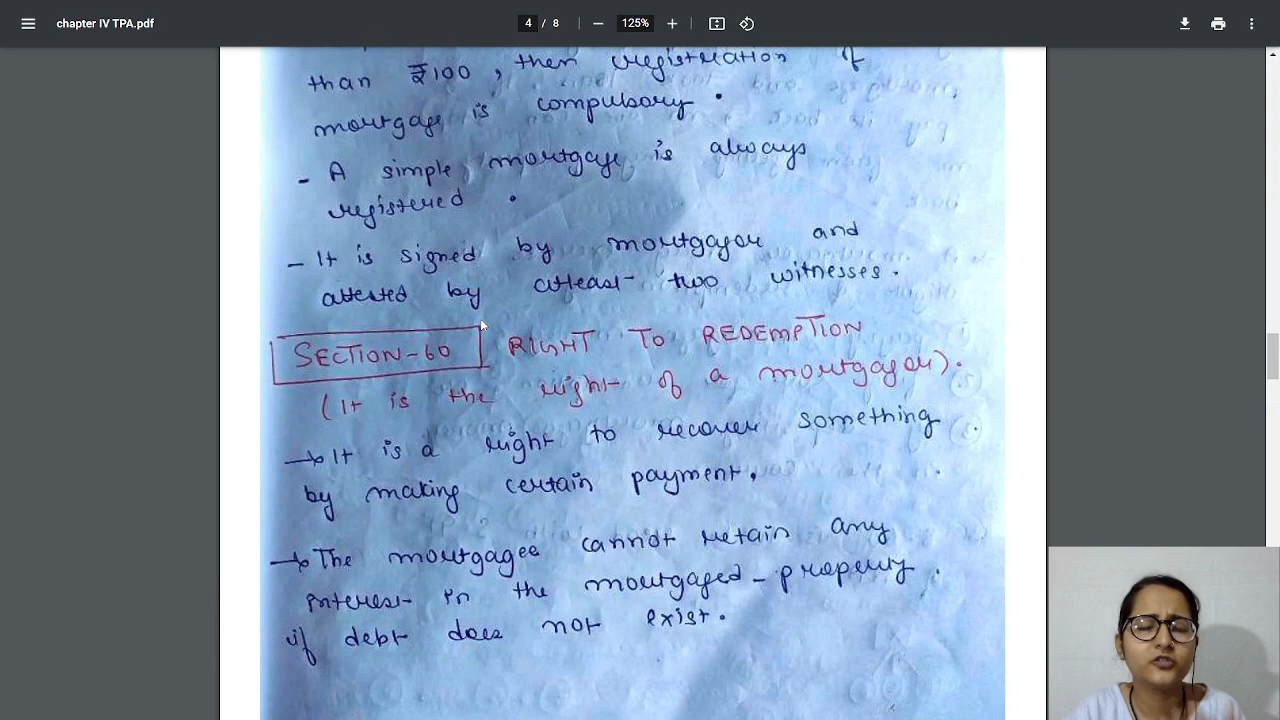 chapter IV TPA.pdf
4 / 8
125%
than ₹100, then registration of
mortgage is compulsory.
- A simple mortgage is always
registered.
- It is signed by mortgagor and
attested by atleast two witnesses.
SECTION-60 RIGHT TO REDEMPTION
(It is the right of a mortgagor).
→ It is a right to recover something
by making certain payment.
→ The mortgagee cannot retain any
interest in the mortgaged-property
if debt does not exist.